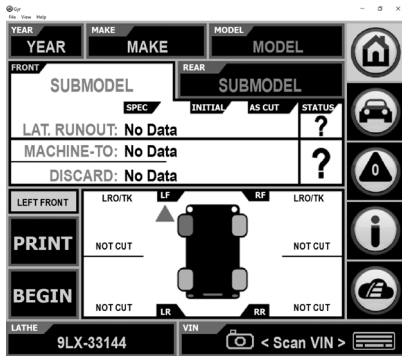 Gyr
File View Help
YEAR MAKE MODEL
YEAR MAKE MODEL
FRONT REAR
SUBMODEL SUBMODEL
SPEC INITIAL AS CUT STATUS
LAT. RUNOUT: No Data ?
MACHINE-TO: No Data ?
DISCARD: No Data
0
LEFT FRONT LRO/TK LF RF LRO/TK
PRINT NOT CUT NOT CUT
BEGIN NOT CUT LR RR NOT CUT
LATHE VIN
9LX-33144 < Scan VIN >